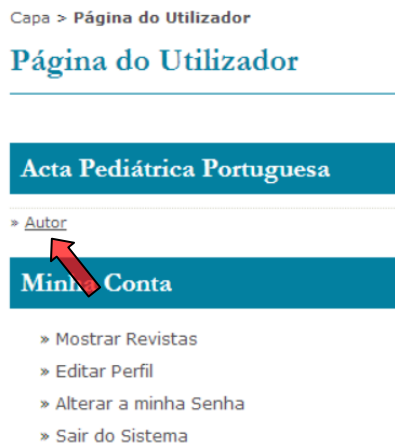 Capa > Página do Utilizador
Página do Utilizador
Acta Pediátrica Portuguesa
» Autor
Minha Conta
» Mostrar Revistas
» Editar Perfil
» Alterar a minha Senha
» Sair do Sistema